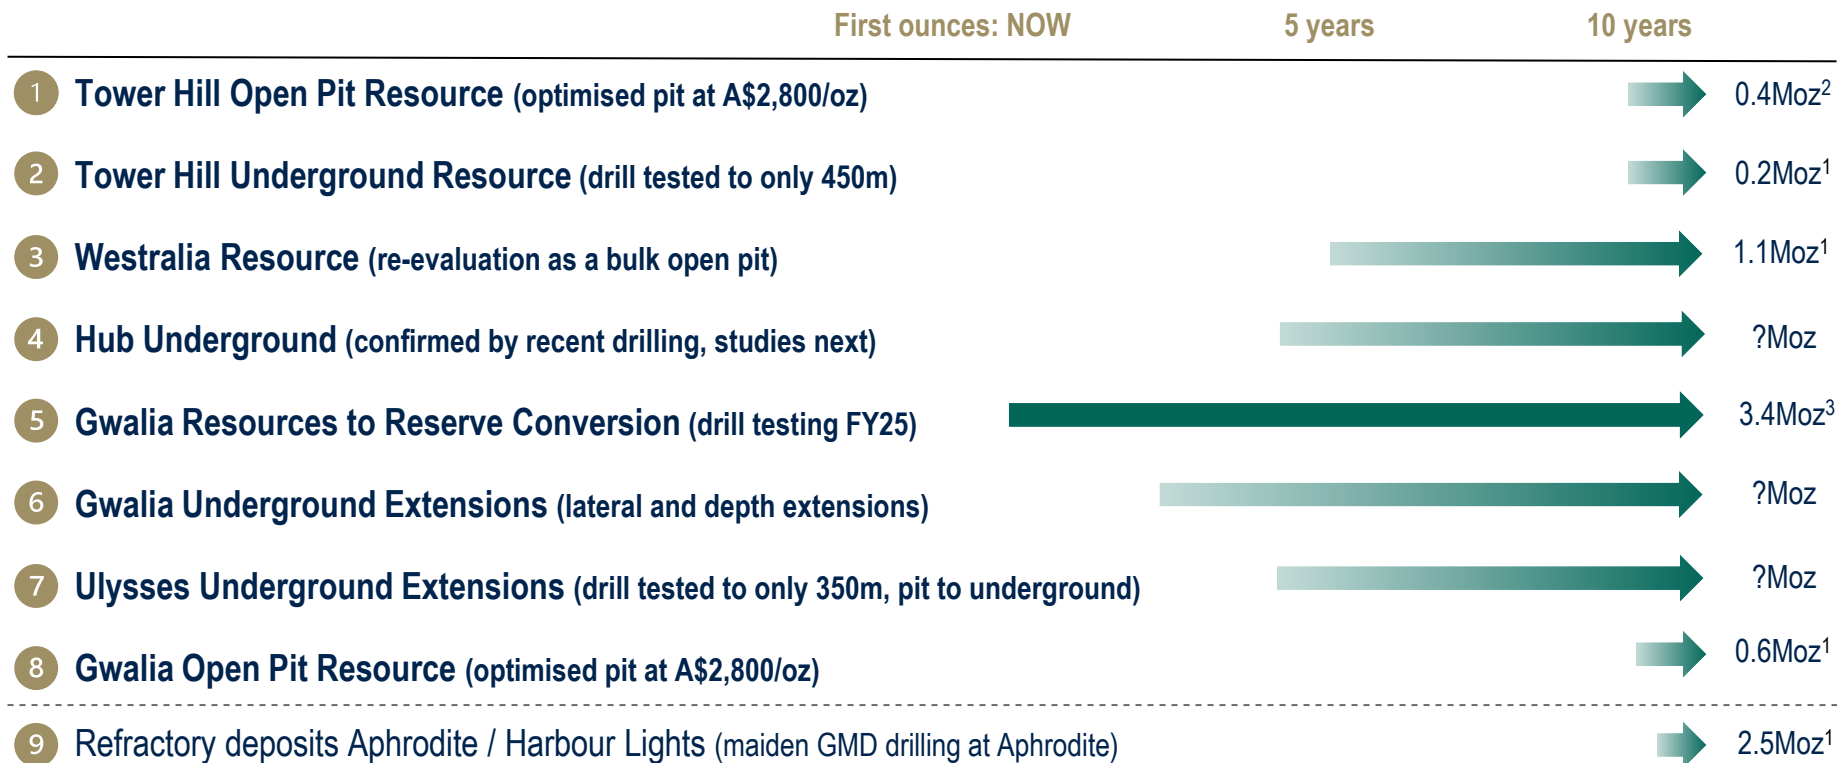 First ounces: NOW 5 years 10 years
1 Tower Hill Open Pit Resource (optimised pit at A$2,800/oz) 0.4Moz2
2 Tower Hill Underground Resource (drill tested to only 450m) 0.2Moz1
3 Westralia Resource (re-evaluation as a bulk open pit) 1.1Moz1
4 Hub Underground (confirmed by recent drilling, studies next) ?Moz
5 Gwalia Resources to Reserve Conversion (drill testing FY25) 3.4Moz3
6 Gwalia Underground Extensions (lateral and depth extensions) ?Moz
7 Ulysses Underground Extensions (drill tested to only 350m, pit to underground) ?Moz
8 Gwalia Open Pit Resource (optimised pit at A$2,800/oz) 0.6Moz1
9 Refractory deposits Aphrodite / Harbour Lights (maiden GMD drilling at Aphrodite) 2.5Moz1